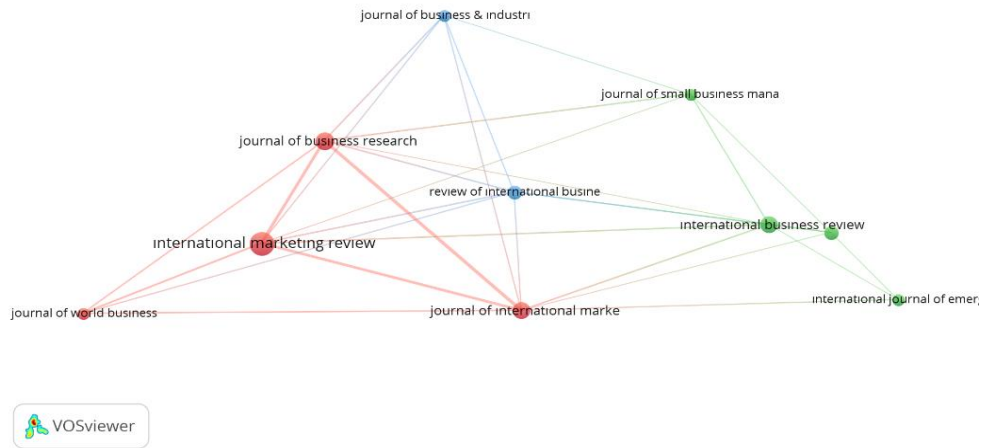 journal of business & industri
journal of small business mana
journal of business research
review of international busine
international business review
international marketing review
international journal of emer
journal of world business
journal of international marke
VOSviewer